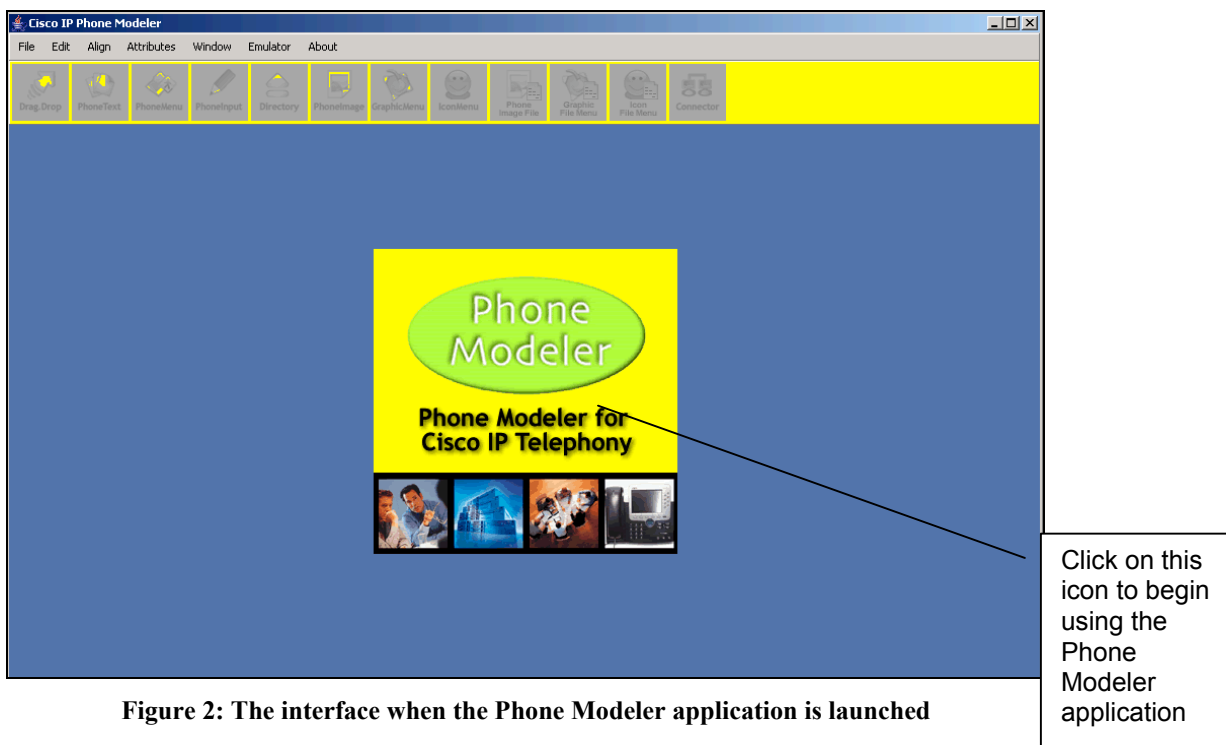 Cisco IP Phone Modeler
File Edit Align Attributes Window Emulator About
Drag.Drop PhoneText PhoneMenu PhoneInput Directory PhoneImage GraphicMenu IconMenu Phone Image File Graphic File Menu Icon File Menu Connector
Phone
Modeler
Phone Modeler for
Cisco IP Telephony
Click on this
icon to begin
using the
Phone
Modeler
application
Figure 2: The interface when the Phone Modeler application is launched